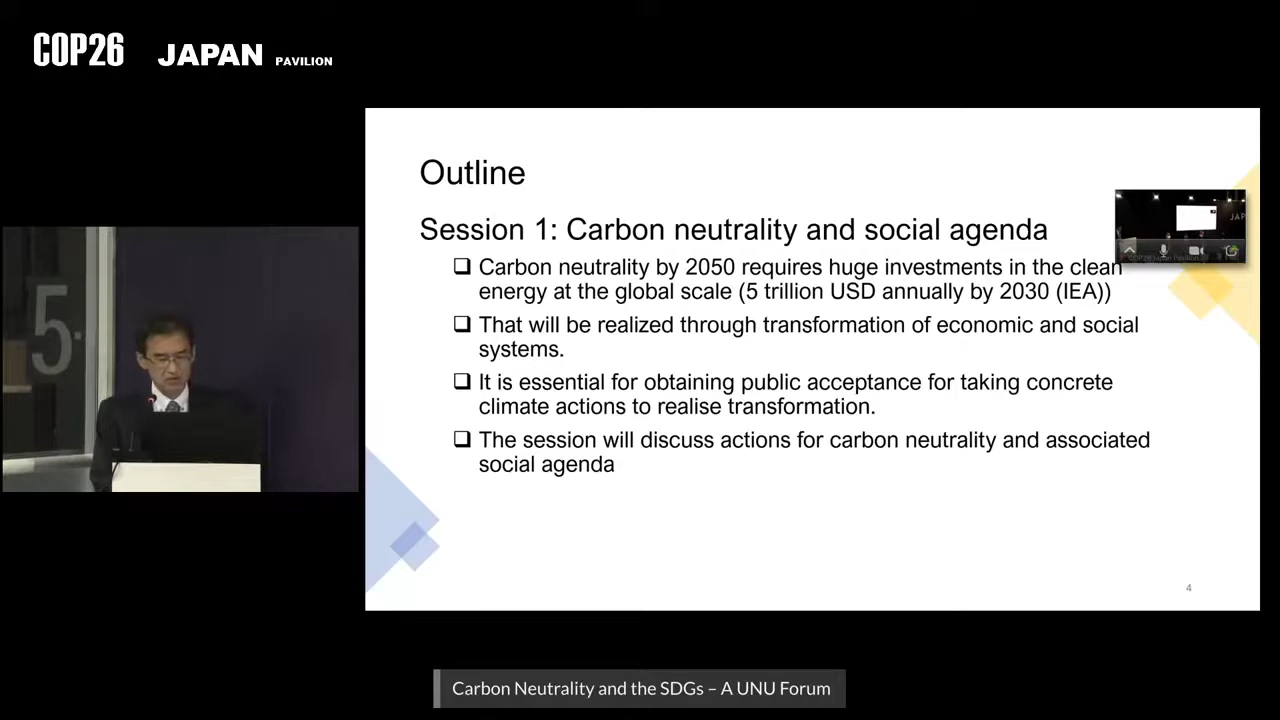 COP26 JAPAN PAVILION
Outline
Session 1: Carbon neutrality and social agenda
Carbon neutrality by 2050 requires huge investments in the clean
energy at the global scale (5 trillion USD annually by 2030 (IEA))
That will be realized through transformation of economic and social
systems.
It is essential for obtaining public acceptance for taking concrete
climate actions to realise transformation.
The session will discuss actions for carbon neutrality and associated
social agenda
4
5.
JAP
Carbon Neutrality and the SDGs – A UNU Forum